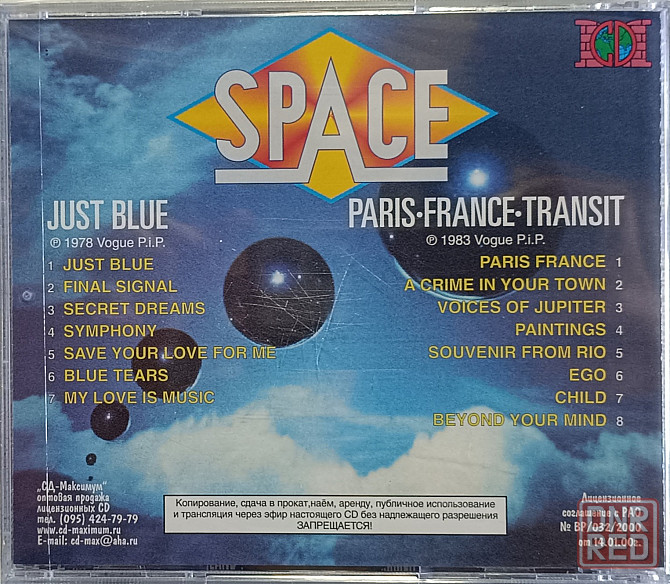 CD
SPACE
JUST BLUE
℗ 1978 Vogue P.i.P.
1 JUST BLUE
2 FINAL SIGNAL
3 SECRET DREAMS
4 SYMPHONY
5 SAVE YOUR LOVE FOR ME
6 BLUE TEARS
7 MY LOVE IS MUSIC
PARIS•FRANCE•TRANSIT
℗ 1983 Vogue P.i.P.
PARIS FRANCE 1
A CRIME IN YOUR TOWN 2
VOICES OF JUPITER 3
PAINTINGS 4
SOUVENIR FROM RIO 5
EGO 6
CHILD 7
BEYOND YOUR MIND 8
„СД-Максимум"
оптовая продажа
лицензионных CD
тел. (095) 424-79-79
www.cd-maximum.ru
E-mail: cd-max@aha.ru
Копирование, сдача в прокат,наём, аренду, публичное использование
и трансляция через эфир настоящего CD без надлежащего разрешения
ЗАПРЕЩАЕТСЯ!
Лицензионное
соглашение с РАО
№ ВР/032/2000
от 14.01.00г.
RED